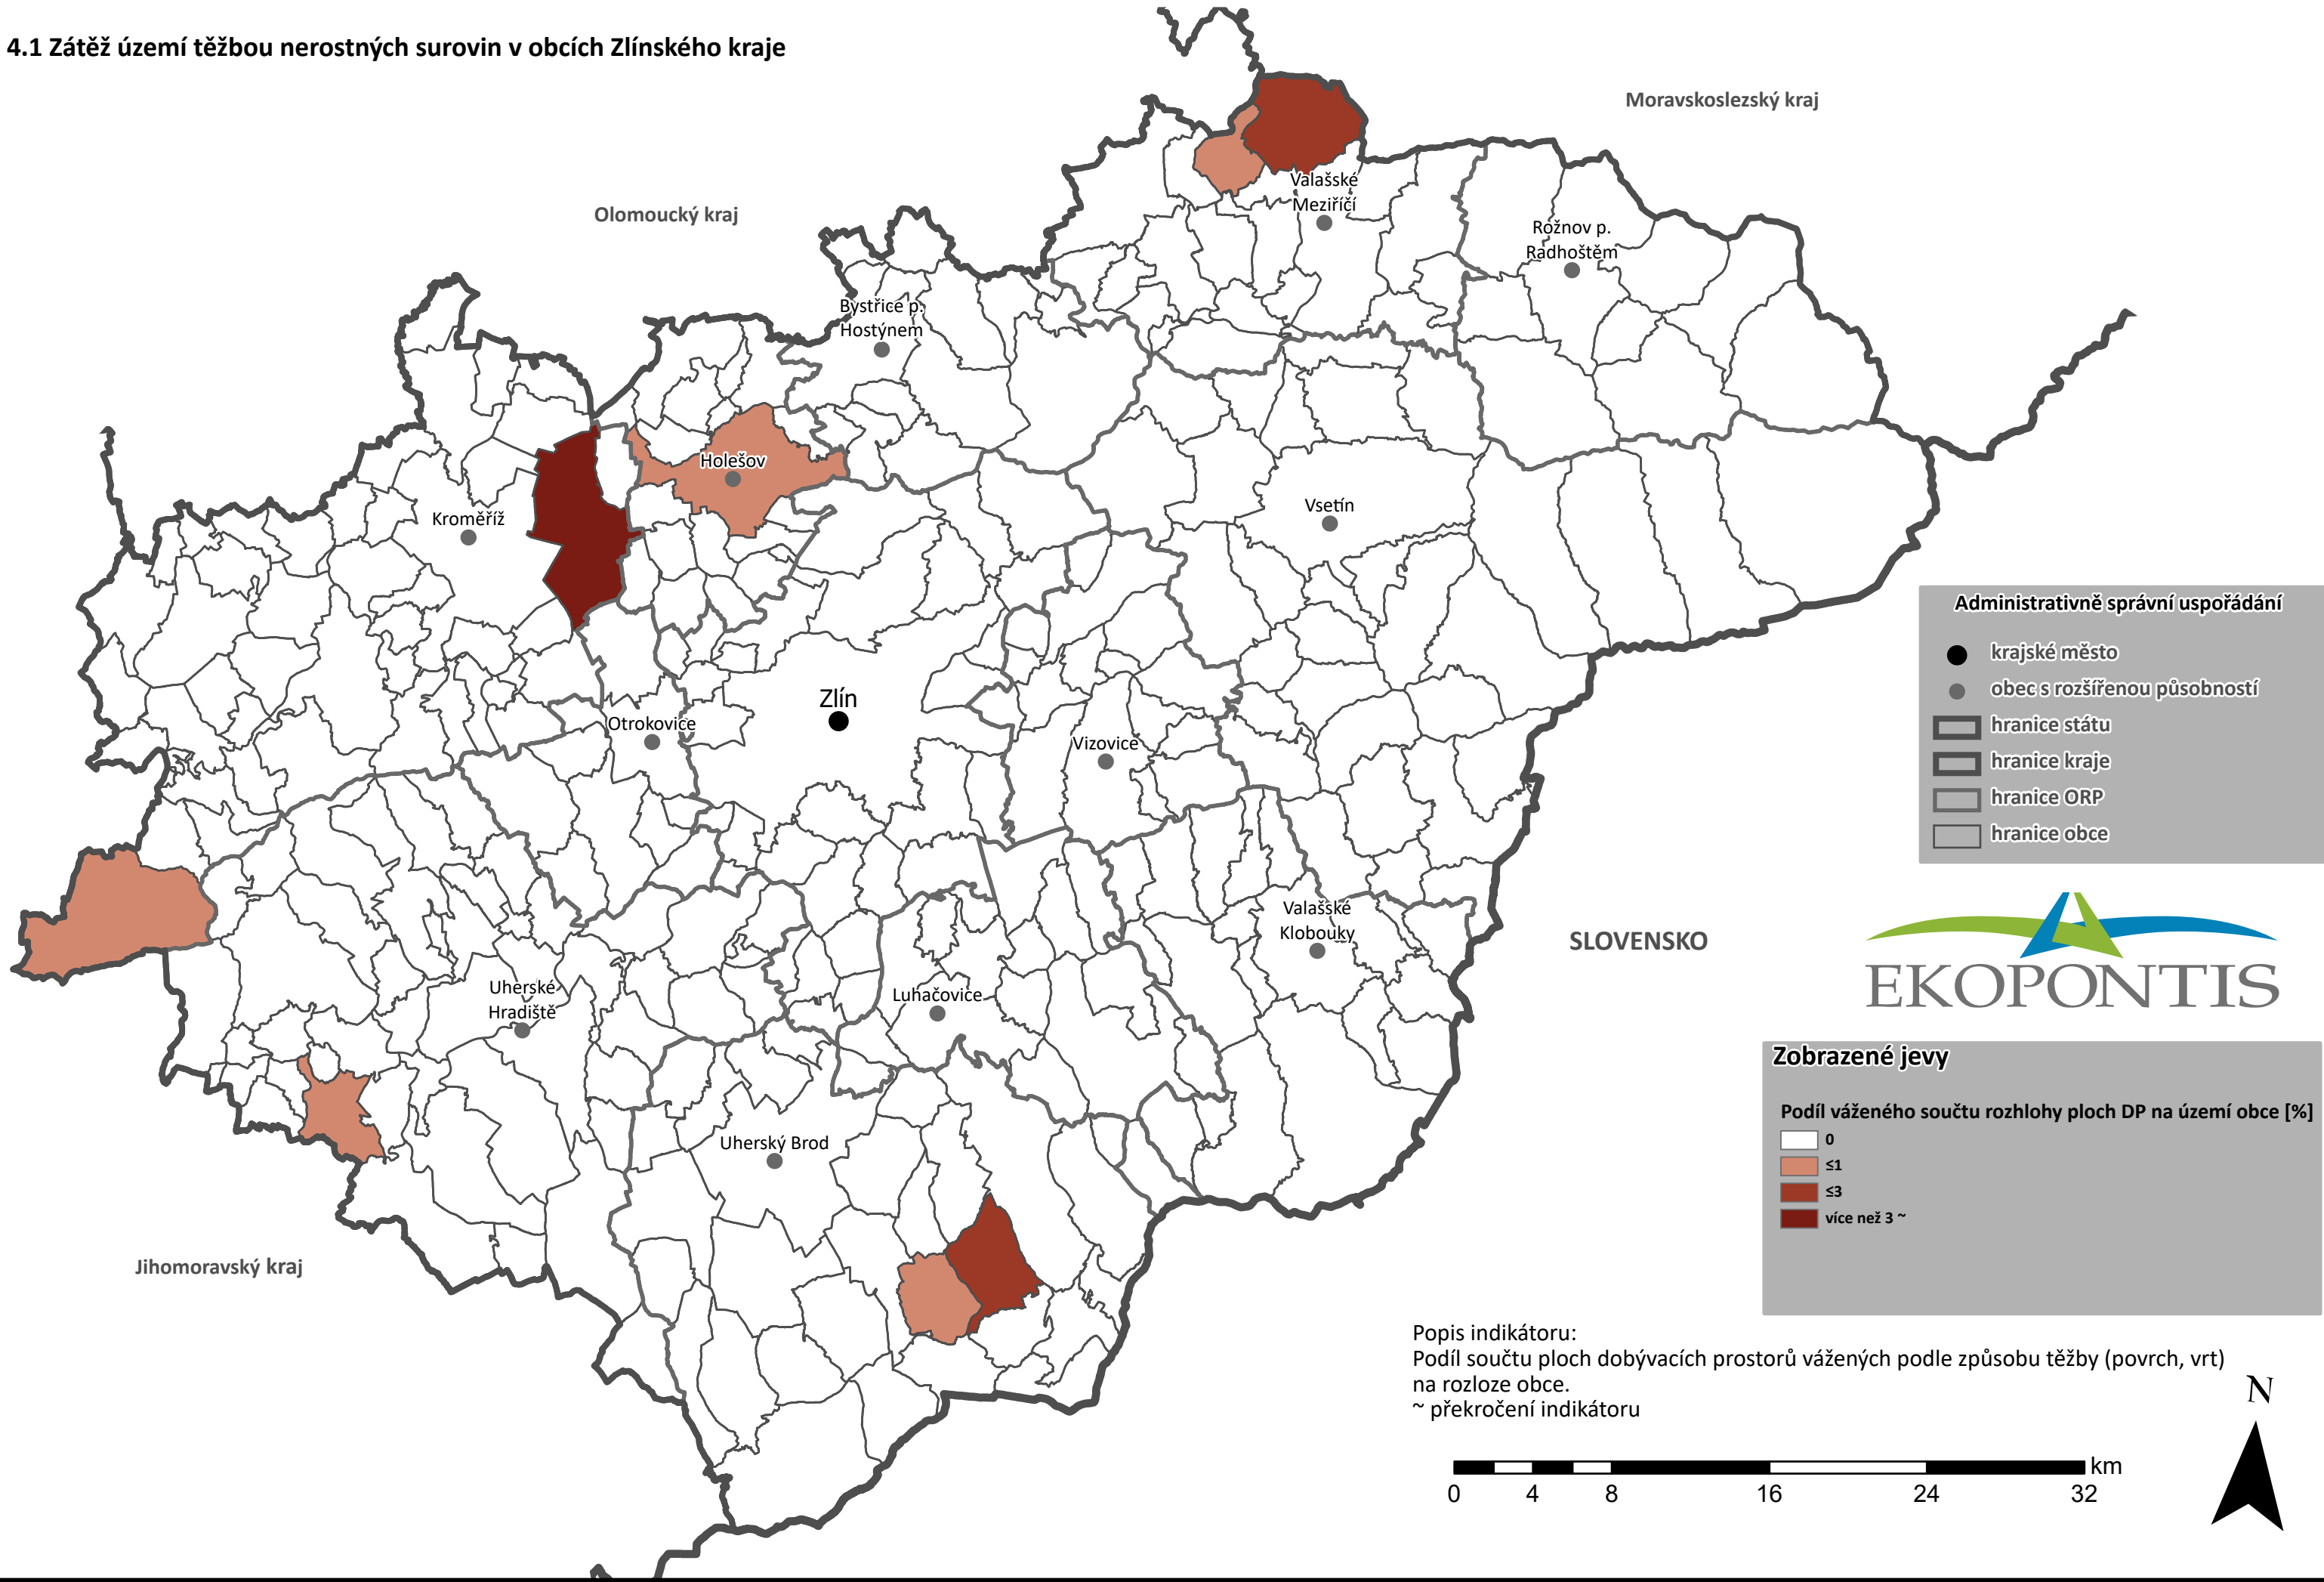 4.1 Zátěž území těžbou nerostných surovin v obcích Zlínského kraje
Moravskoslezský kraj
Olomoucký kraj
Valašské
Meziříčí
Rožnov p.
Radhoštěm
Bystřice p.
Hostýnem
Holešov
Kroměříž
Vsetín
Zlín
Otrokovice
Vizovice
Valašské
Klobouky
SLOVENSKO
Uherské
Hradiště
Luhačovice
Uherský Brod
Jihomoravský kraj
Administrativně správní uspořádání
krajské město
obec s rozšířenou působností
hranice státu
hranice kraje
hranice ORP
hranice obce
EKOPONTIS
Zobrazené jevy
Podíl váženého součtu rozhlohy ploch DP na území obce [%]
0
≤1
≤3
více než 3 ~
Popis indikátoru:
Podíl součtu ploch dobývacích prostorů vážených podle způsobu těžby (povrch, vrt)
na rozloze obce.
~ překročení indikátoru
N
km
0 4 8 16 24 32